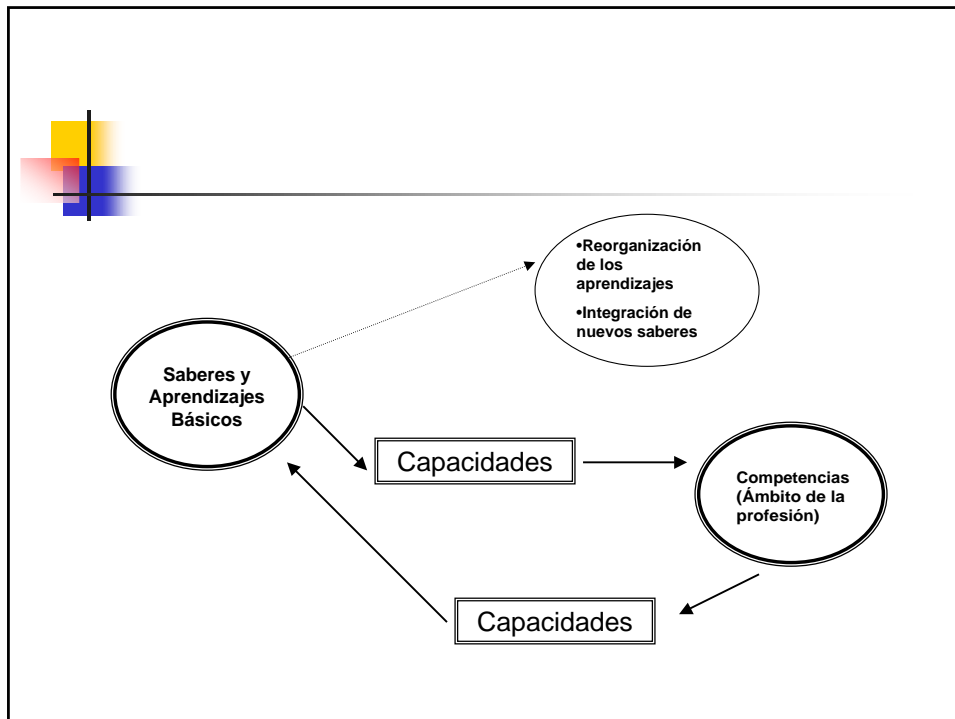 •Reorganización
de los
aprendizajes
•Integración de
nuevos saberes
Saberes y
Aprendizajes
Básicos
Capacidades
Competencias
(Ámbito de la
profesión)
Capacidades